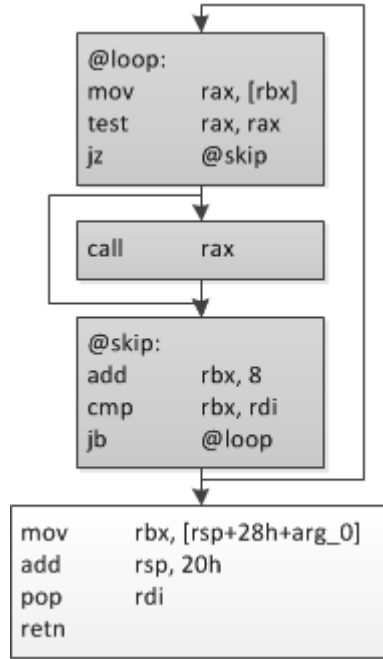 @loop:
mov rax, [rbx]
test rax, rax
jz @skip
call rax
@skip:
add rbx, 8
cmp rbx, rdi
jb @loop
mov rbx, [rsp+28h+arg_0]
add rsp, 20h
pop rdi
retn